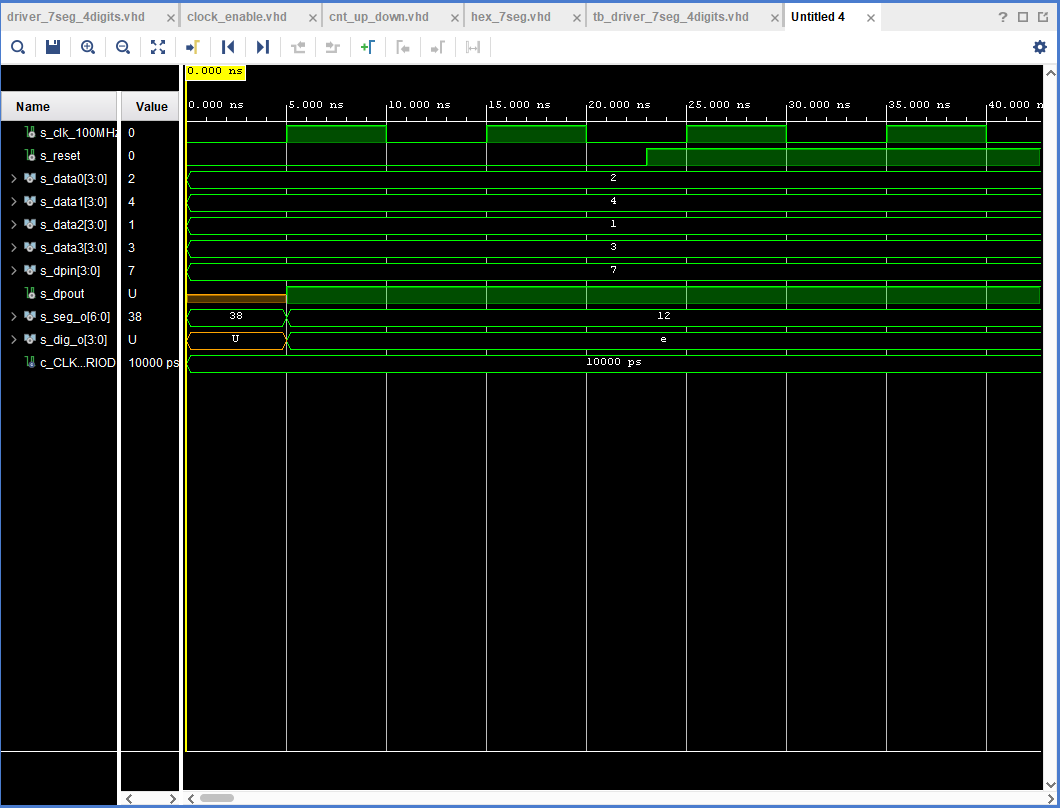 driver_7seg_4digits.vhd × clock_enable.vhd × cnt_up_down.vhd × hex_7seg.vhd × tb_driver_7seg_4digits.vhd × Untitled 4 × ?
0.000 ns
Name Value 0.000 ns 5.000 ns 10.000 ns 15.000 ns 20.000 ns 25.000 ns 30.000 ns 35.000 ns 40.000 n
s_clk_100MHz 0
s_reset 0
s_data0[3:0] 2 2
s_data1[3:0] 4 4
s_data2[3:0] 1 1
s_data3[3:0] 3 3
s_dpin[3:0] 7 7
s_dpout U
s_seg_o[6:0] 38 38 12
s_dig_o[3:0] U U e
c_CLK...RIOD 10000 ps 10000 ps